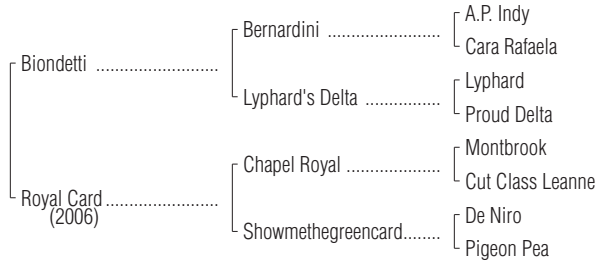 A.P. Indy
Bernardini ....................
Cara Rafaela
Biondetti ..........................
Lyphard
Lyphard's Delta ................
Proud Delta
Montbrook
Chapel Royal ....................
Cut Class Leanne
Royal Card........................
(2006)
De Niro
Showmethegreencard........
Pigeon Pea